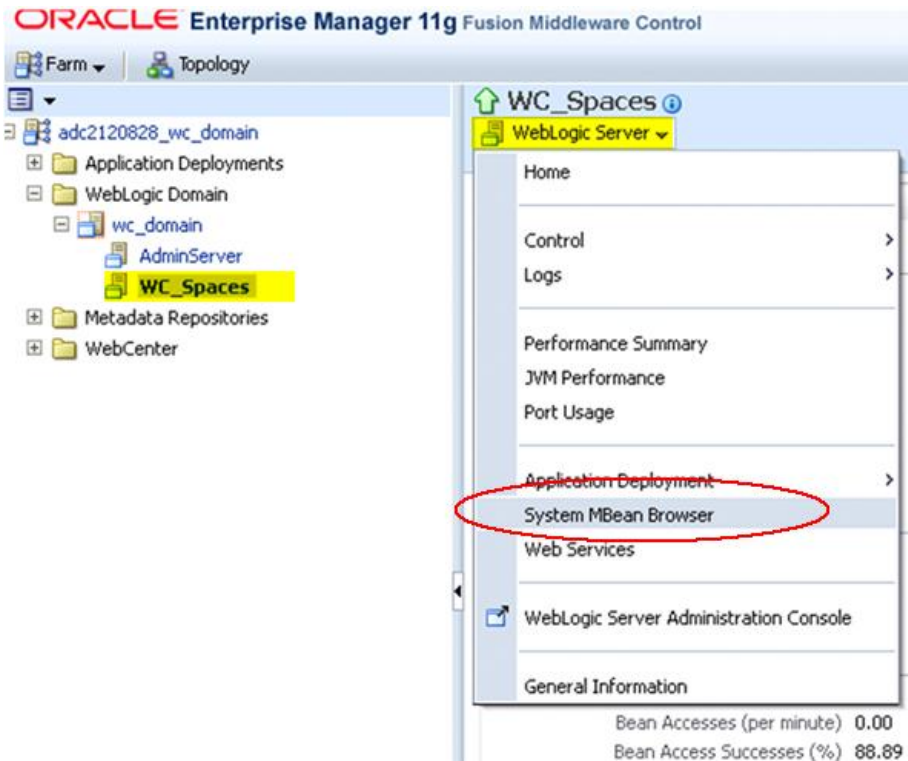 ORACLE Enterprise Manager 11g Fusion Middleware Control
Farm Topology
adc2120828_wc_domain
Application Deployments
WebLogic Domain
wc_domain
AdminServer
WC_Spaces
Metadata Repositories
WebCenter
WC_Spaces
WebLogic Server
Home
Control
Logs
Performance Summary
JVM Performance
Port Usage
Application Deployment
System MBean Browser
Web Services
WebLogic Server Administration Console
General Information
Bean Accesses (per minute) 0.00
Bean Access Successes (%) 88.89